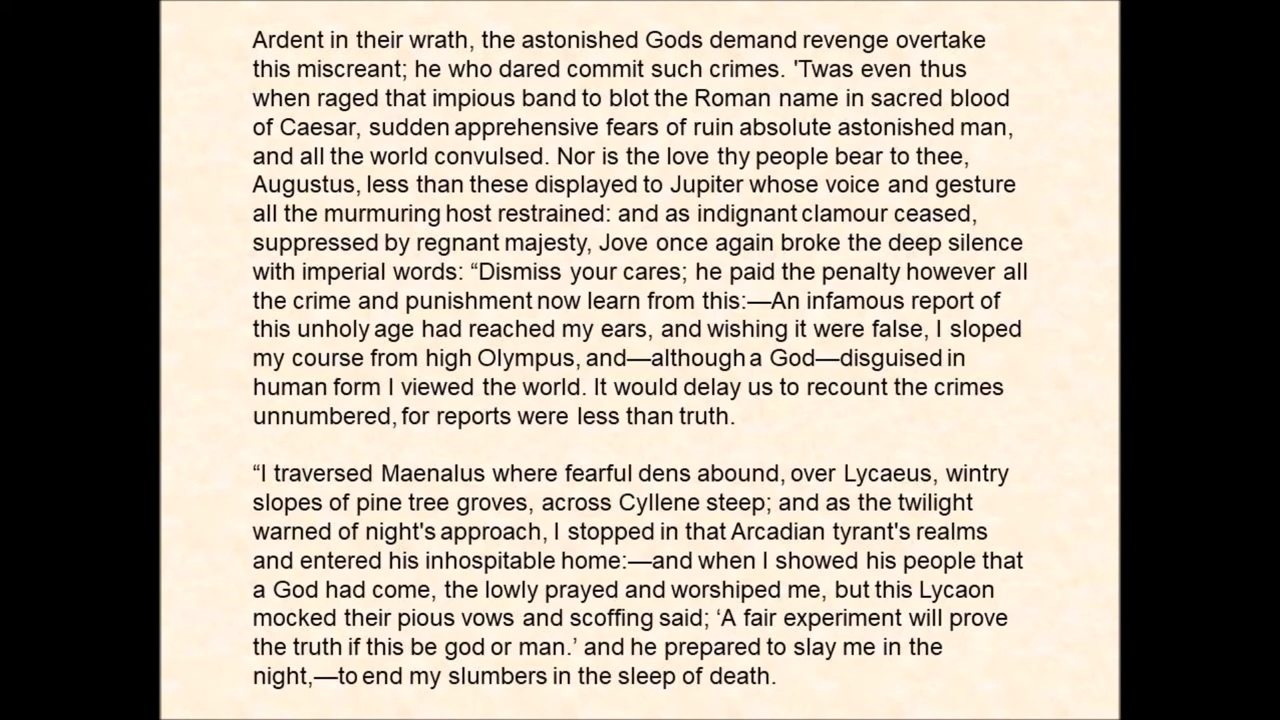 Ardent in their wrath, the astonished Gods demand revenge overtake
this miscreant; he who dared commit such crimes. 'Twas even thus
when raged that impious band to blot the Roman name in sacred blood
of Caesar, sudden apprehensive fears of ruin absolute astonished man,
and all the world convulsed. Nor is the love thy people bear to thee,
Augustus, less than these displayed to Jupiter whose voice and gesture
all the murmuring host restrained: and as indignant clamour ceased,
suppressed by regnant majesty, Jove once again broke the deep silence
with imperial words: “Dismiss your cares; he paid the penalty however all
the crime and punishment now learn from this:—An infamous report of
this unholy age had reached my ears, and wishing it were false, I sloped
my course from high Olympus, and—although a God—disguised in
human form I viewed the world. It would delay us to recount the crimes
unnumbered, for reports were less than truth.
“I traversed Maenalus where fearful dens abound, over Lycaeus, wintry
slopes of pine tree groves, across Cyllene steep; and as the twilight
warned of night's approach, I stopped in that Arcadian tyrant's realms
and entered his inhospitable home:—and when I showed his people that
a God had come, the lowly prayed and worshiped me, but this Lycaon
mocked their pious vows and scoffing said; ‘A fair experiment will prove
the truth if this be god or man.’ and he prepared to slay me in the
night,—to end my slumbers in the sleep of death.